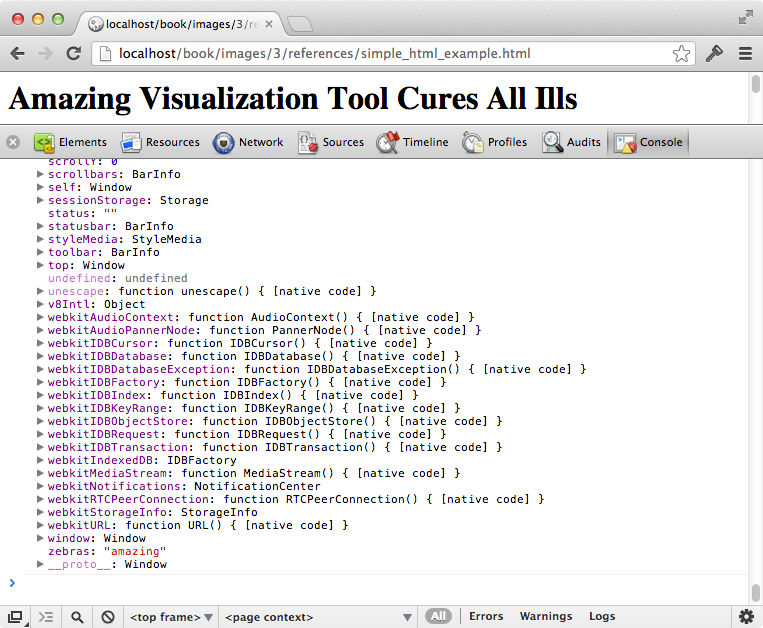 localhost/book/images/3/re
localhost/book/images/3/references/simple_html_example.html
Amazing Visualization Tool Cures All Ills
Elements Resources Network Sources Timeline Profiles Audits Console
scrollY: 0
scrollbars: BarInfo
self: Window
sessionStorage: Storage
status: ""
statusbar: BarInfo
styleMedia: StyleMedia
toolbar: BarInfo
top: Window
undefined: undefined
unescape: function unescape() { [native code] }
v8Intl: Object
webkitAudioContext: function AudioContext() { [native code] }
webkitAudioPannerNode: function PannerNode() { [native code] }
webkitIDBCursor: function IDBCursor() { [native code] }
webkitIDBDatabase: function IDBDatabase() { [native code] }
webkitIDBDatabaseException: function IDBDatabaseException() { [native code] }
webkitIDBFactory: function IDBFactory() { [native code] }
webkitIDBIndex: function IDBIndex() { [native code] }
webkitIDBKeyRange: function IDBKeyRange() { [native code] }
webkitIDBObjectStore: function IDBObjectStore() { [native code] }
webkitIDBRequest: function IDBRequest() { [native code] }
webkitIDBTransaction: function IDBTransaction() { [native code] }
webkitIndexedDB: IDBFactory
webkitMediaStream: function MediaStream() { [native code] }
webkitNotifications: NotificationCenter
webkitRTCPeerConnection: function RTCPeerConnection() { [native code] }
webkitStorageInfo: StorageInfo
webkitURL: function URL() { [native code] }
window: Window
zebras: "amazing"
__proto__: Window
<top frame> <page context> All Errors Warnings Logs